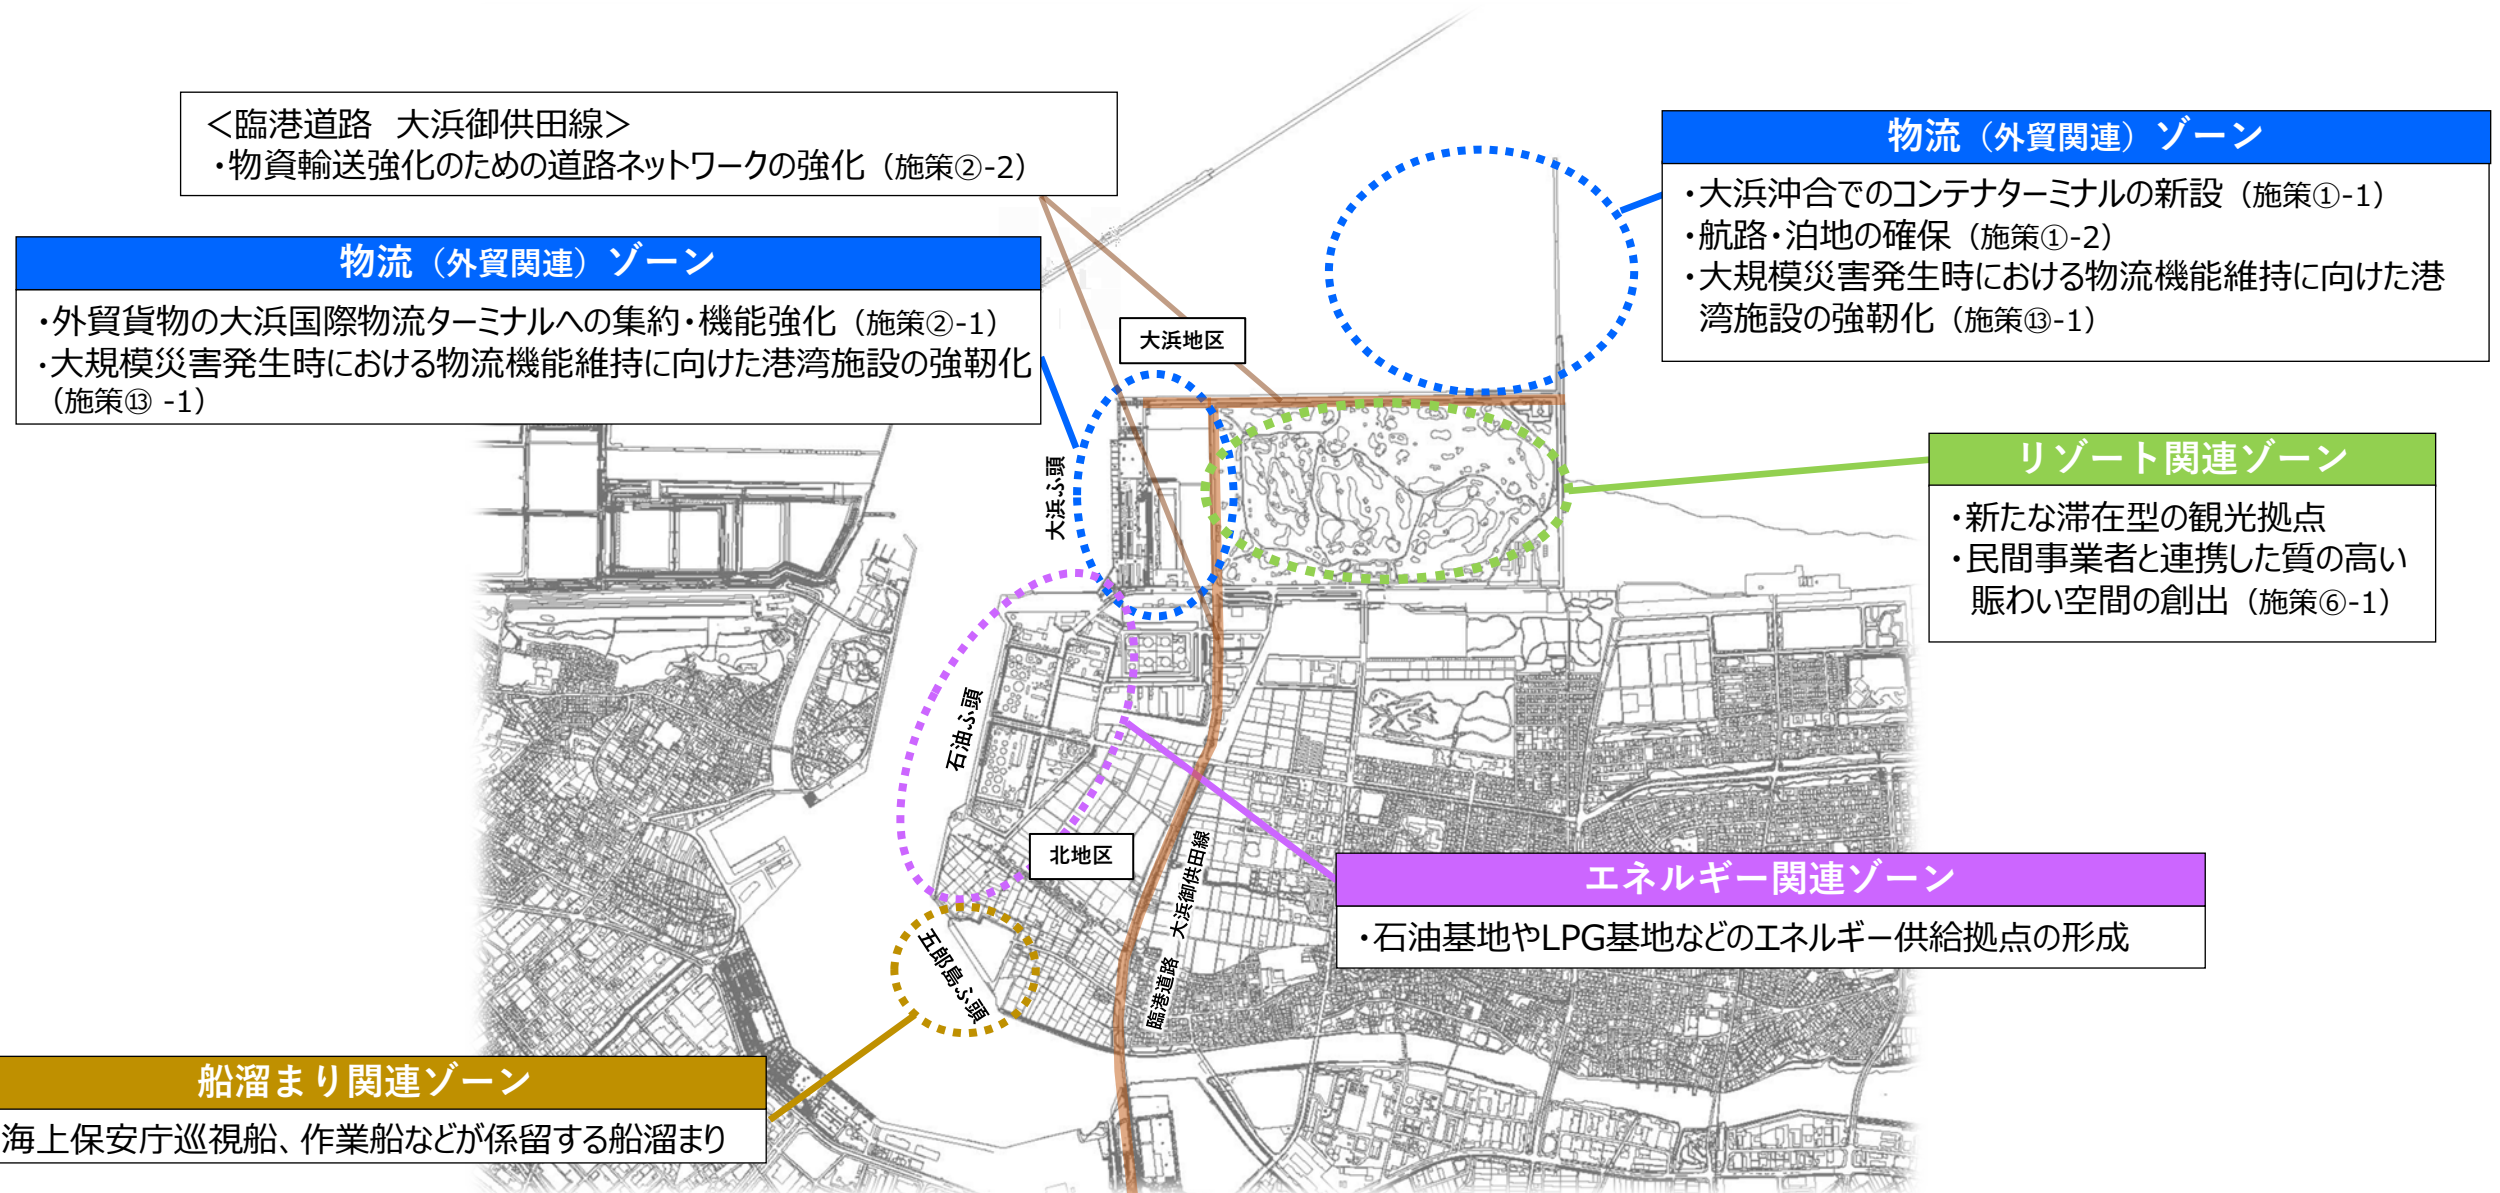 ＜臨港道路　大浜御供田線＞
・物資輸送強化のための道路ネットワークの強化（施策②-2）
物流（外貿関連）ゾーン
・大浜沖合でのコンテナターミナルの新設（施策①-1）
・航路・泊地の確保（施策①-2）
・大規模災害発生時における物流機能維持に向けた港
湾施設の強靭化（施策⑬-1）
物流（外貿関連）ゾーン
・外貿貨物の大浜国際物流ターミナルへの集約・機能強化（施策②-1）
・大規模災害発生時における物流機能維持に向けた港湾施設の強靭化
（施策⑬ -1）
大浜地区
大浜ふ頭
リゾート関連ゾーン
・新たな滞在型の観光拠点
・民間事業者と連携した質の高い
賑わい空間の創出（施策⑥-1）
石油ふ頭
北地区
臨港道路　大浜御供田線
エネルギー関連ゾーン
・石油基地やLPG基地などのエネルギー供給拠点の形成
五郎島ふ頭
船溜まり関連ゾーン
海上保安庁巡視船、作業船などが係留する船溜まり